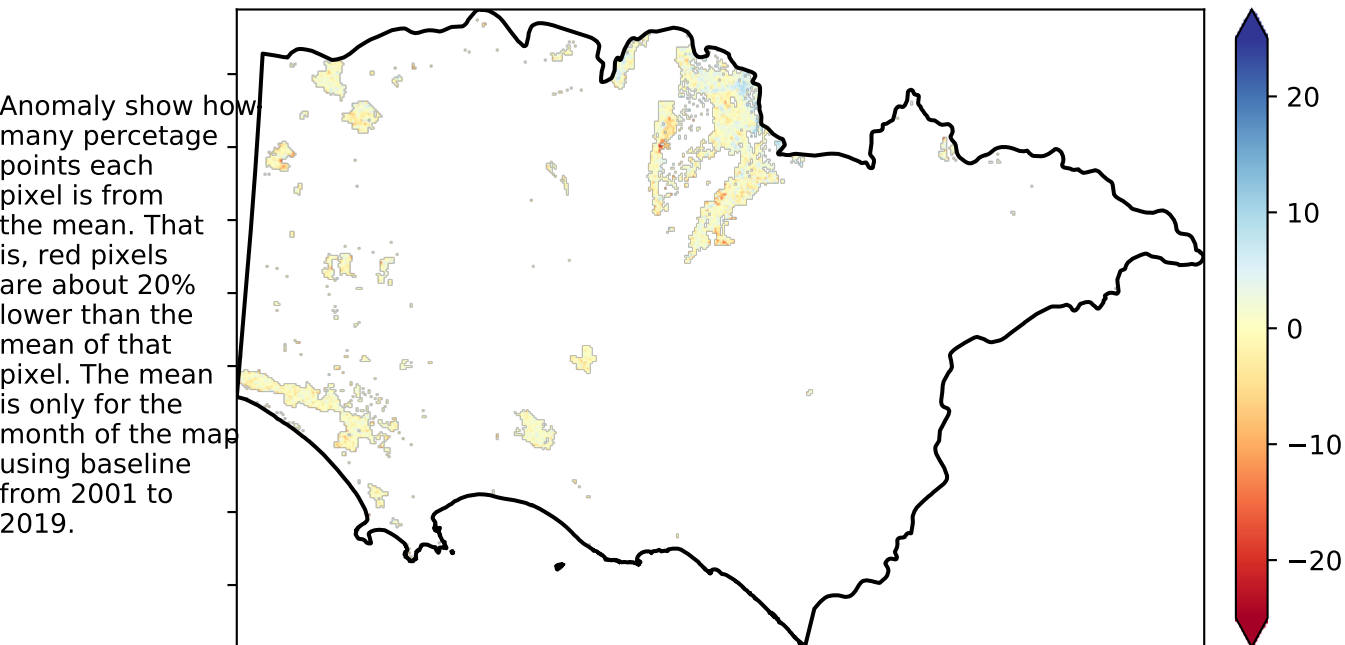 Anomaly show how
many percetage
points each
pixel is from
the mean. That
is, red pixels
are about 20%
lower than the
mean of that
pixel. The mean
is only for the
month of the map
using baseline
from 2001 to
2019.
20
10
0
−10
−20